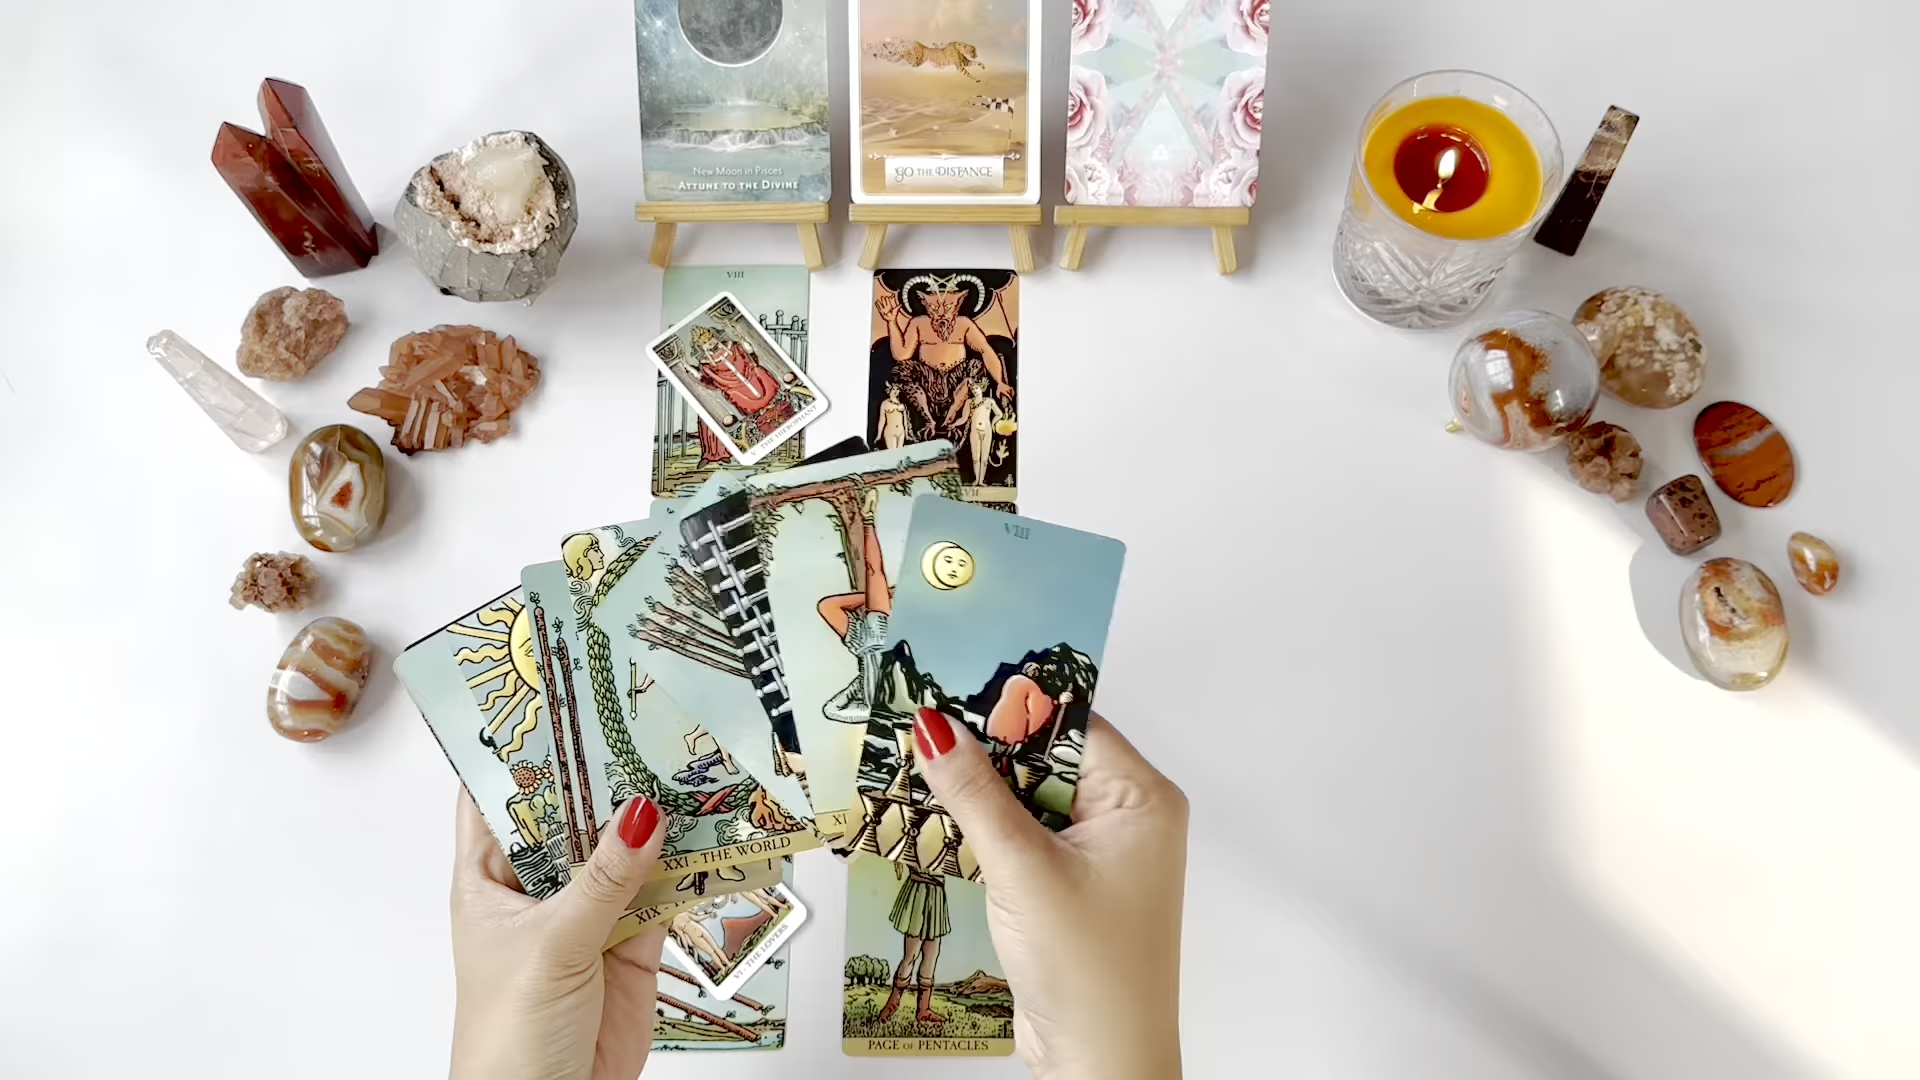 New Moon in Pisces
ATTUNE TO THE DIVINE
GO THE DISTANCE
VIII
V - THE HIEROPHANT
VIII
XXI - THE WORLD
XIX -
VI - THE LOVERS
PAGE OF PENTACLES